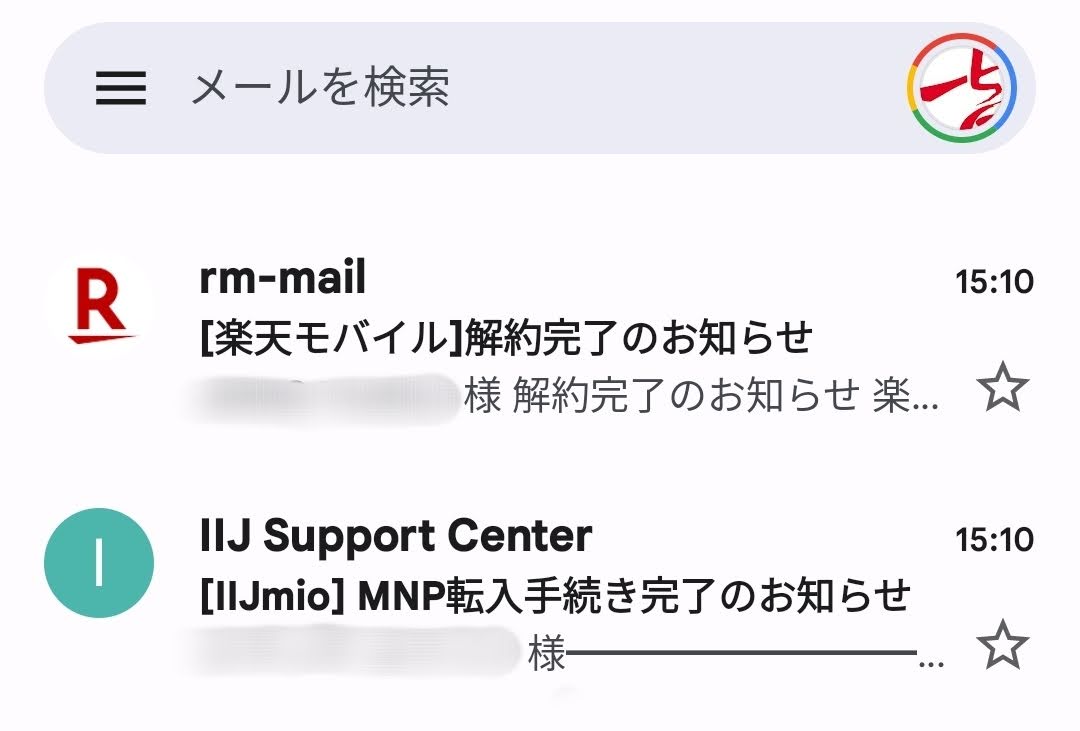 メールを検索
R
rm-mail 15:10
[楽天モバイル]解約完了のお知らせ
様 解約完了のお知らせ 楽...
I
IIJ Support Center 15:10
[IIJmio] MNP転入手続き完了のお知らせ
様━━━━━━━━━...